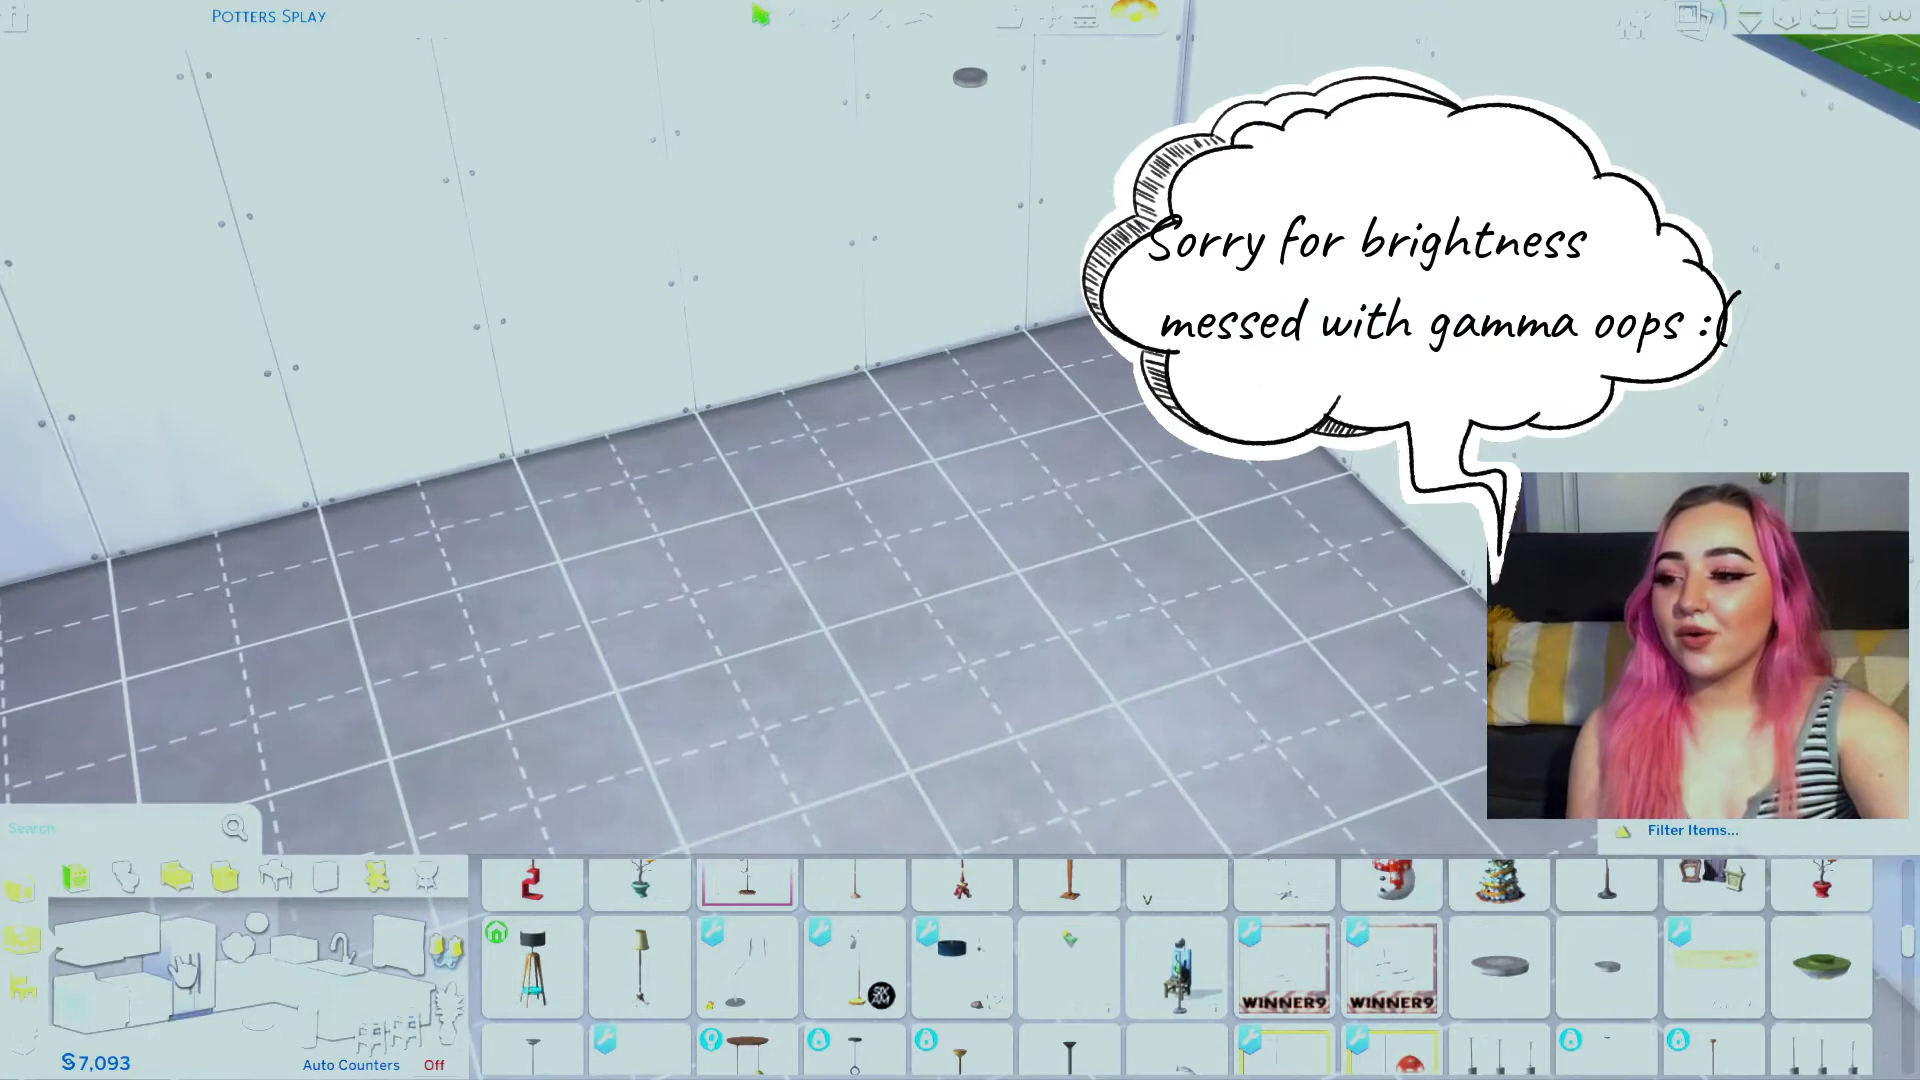 Potters Splay
Sorry for brightness
messed with gamma oops :(
Search
Filter Items...
WINNER9
WINNER9
§7,093
Auto Counters Off